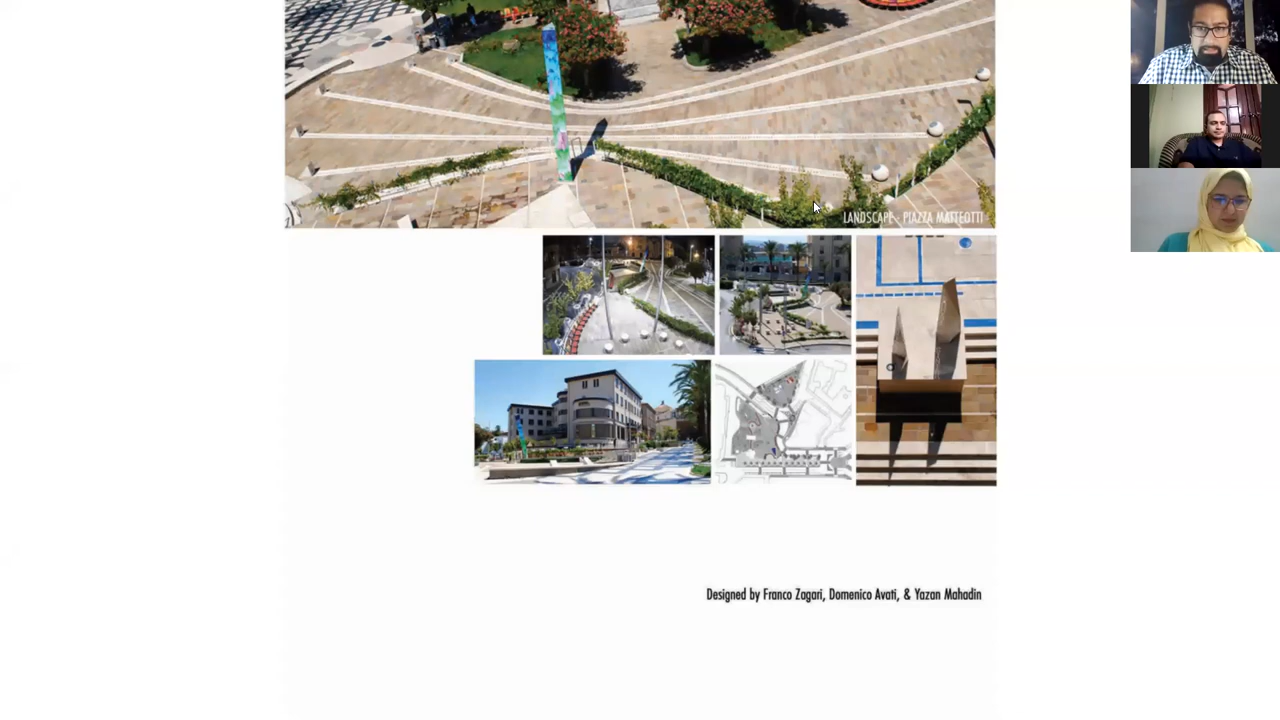 LANDSCAPE - PIAZZA MATTEOTTI
Designed by Franco Zagari, Domenico Avati, & Yazan Mahadin